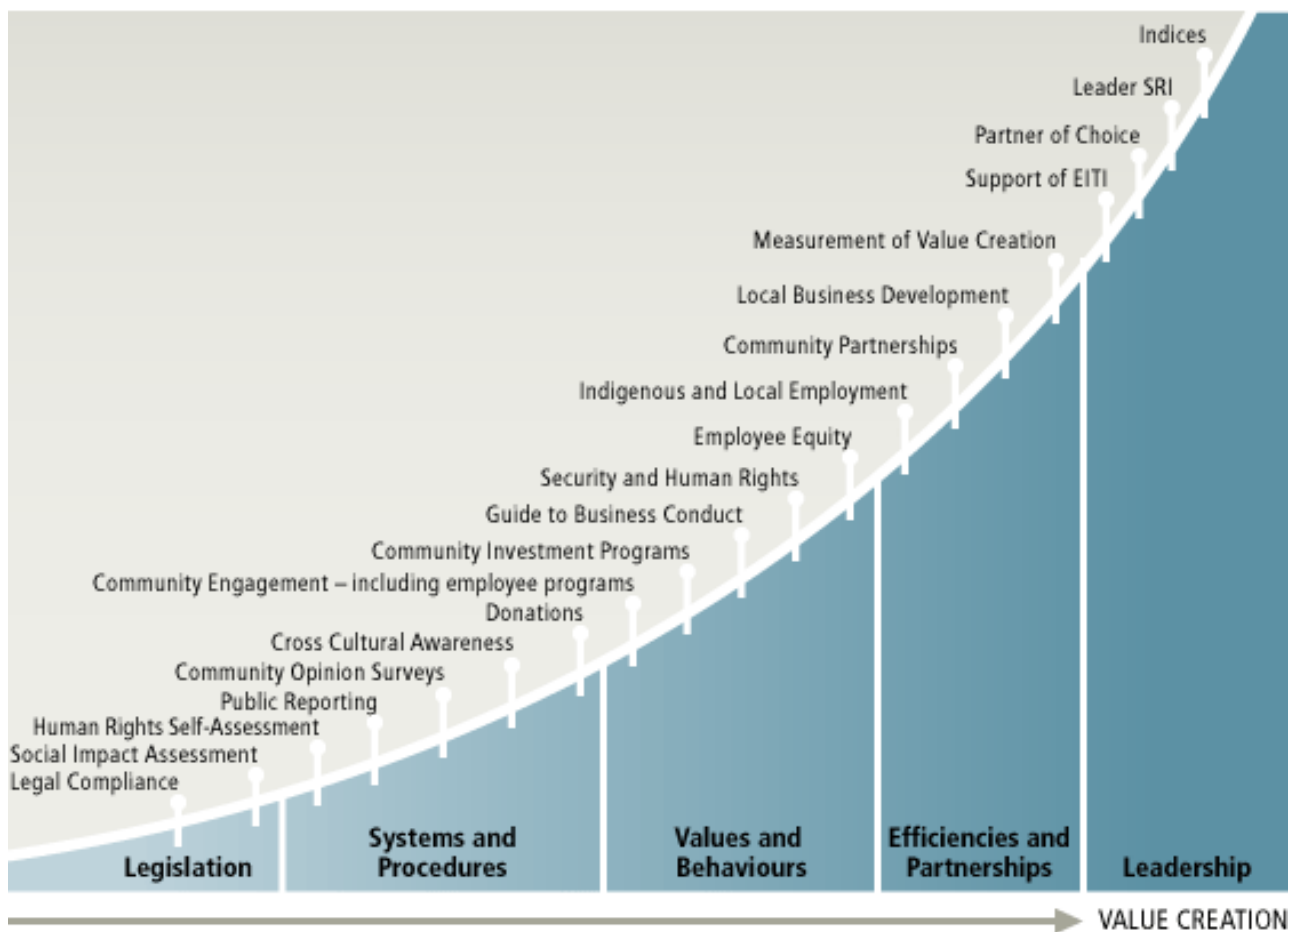 Indices
Leader SRI
Partner of Choice
Support of EITI
Measurement of Value Creation
Local Business Development
Community Partnerships
Indigenous and Local Employment
Employee Equity
Security and Human Rights
Guide to Business Conduct
Community Investment Programs
Community Engagement – including employee programs
Donations
Cross Cultural Awareness
Community Opinion Surveys
Public Reporting
Human Rights Self-Assessment
Social Impact Assessment
Legal Compliance
Legislation
Systems and
Procedures
Values and
Behaviours
Efficiencies and
Partnerships
Leadership
VALUE CREATION